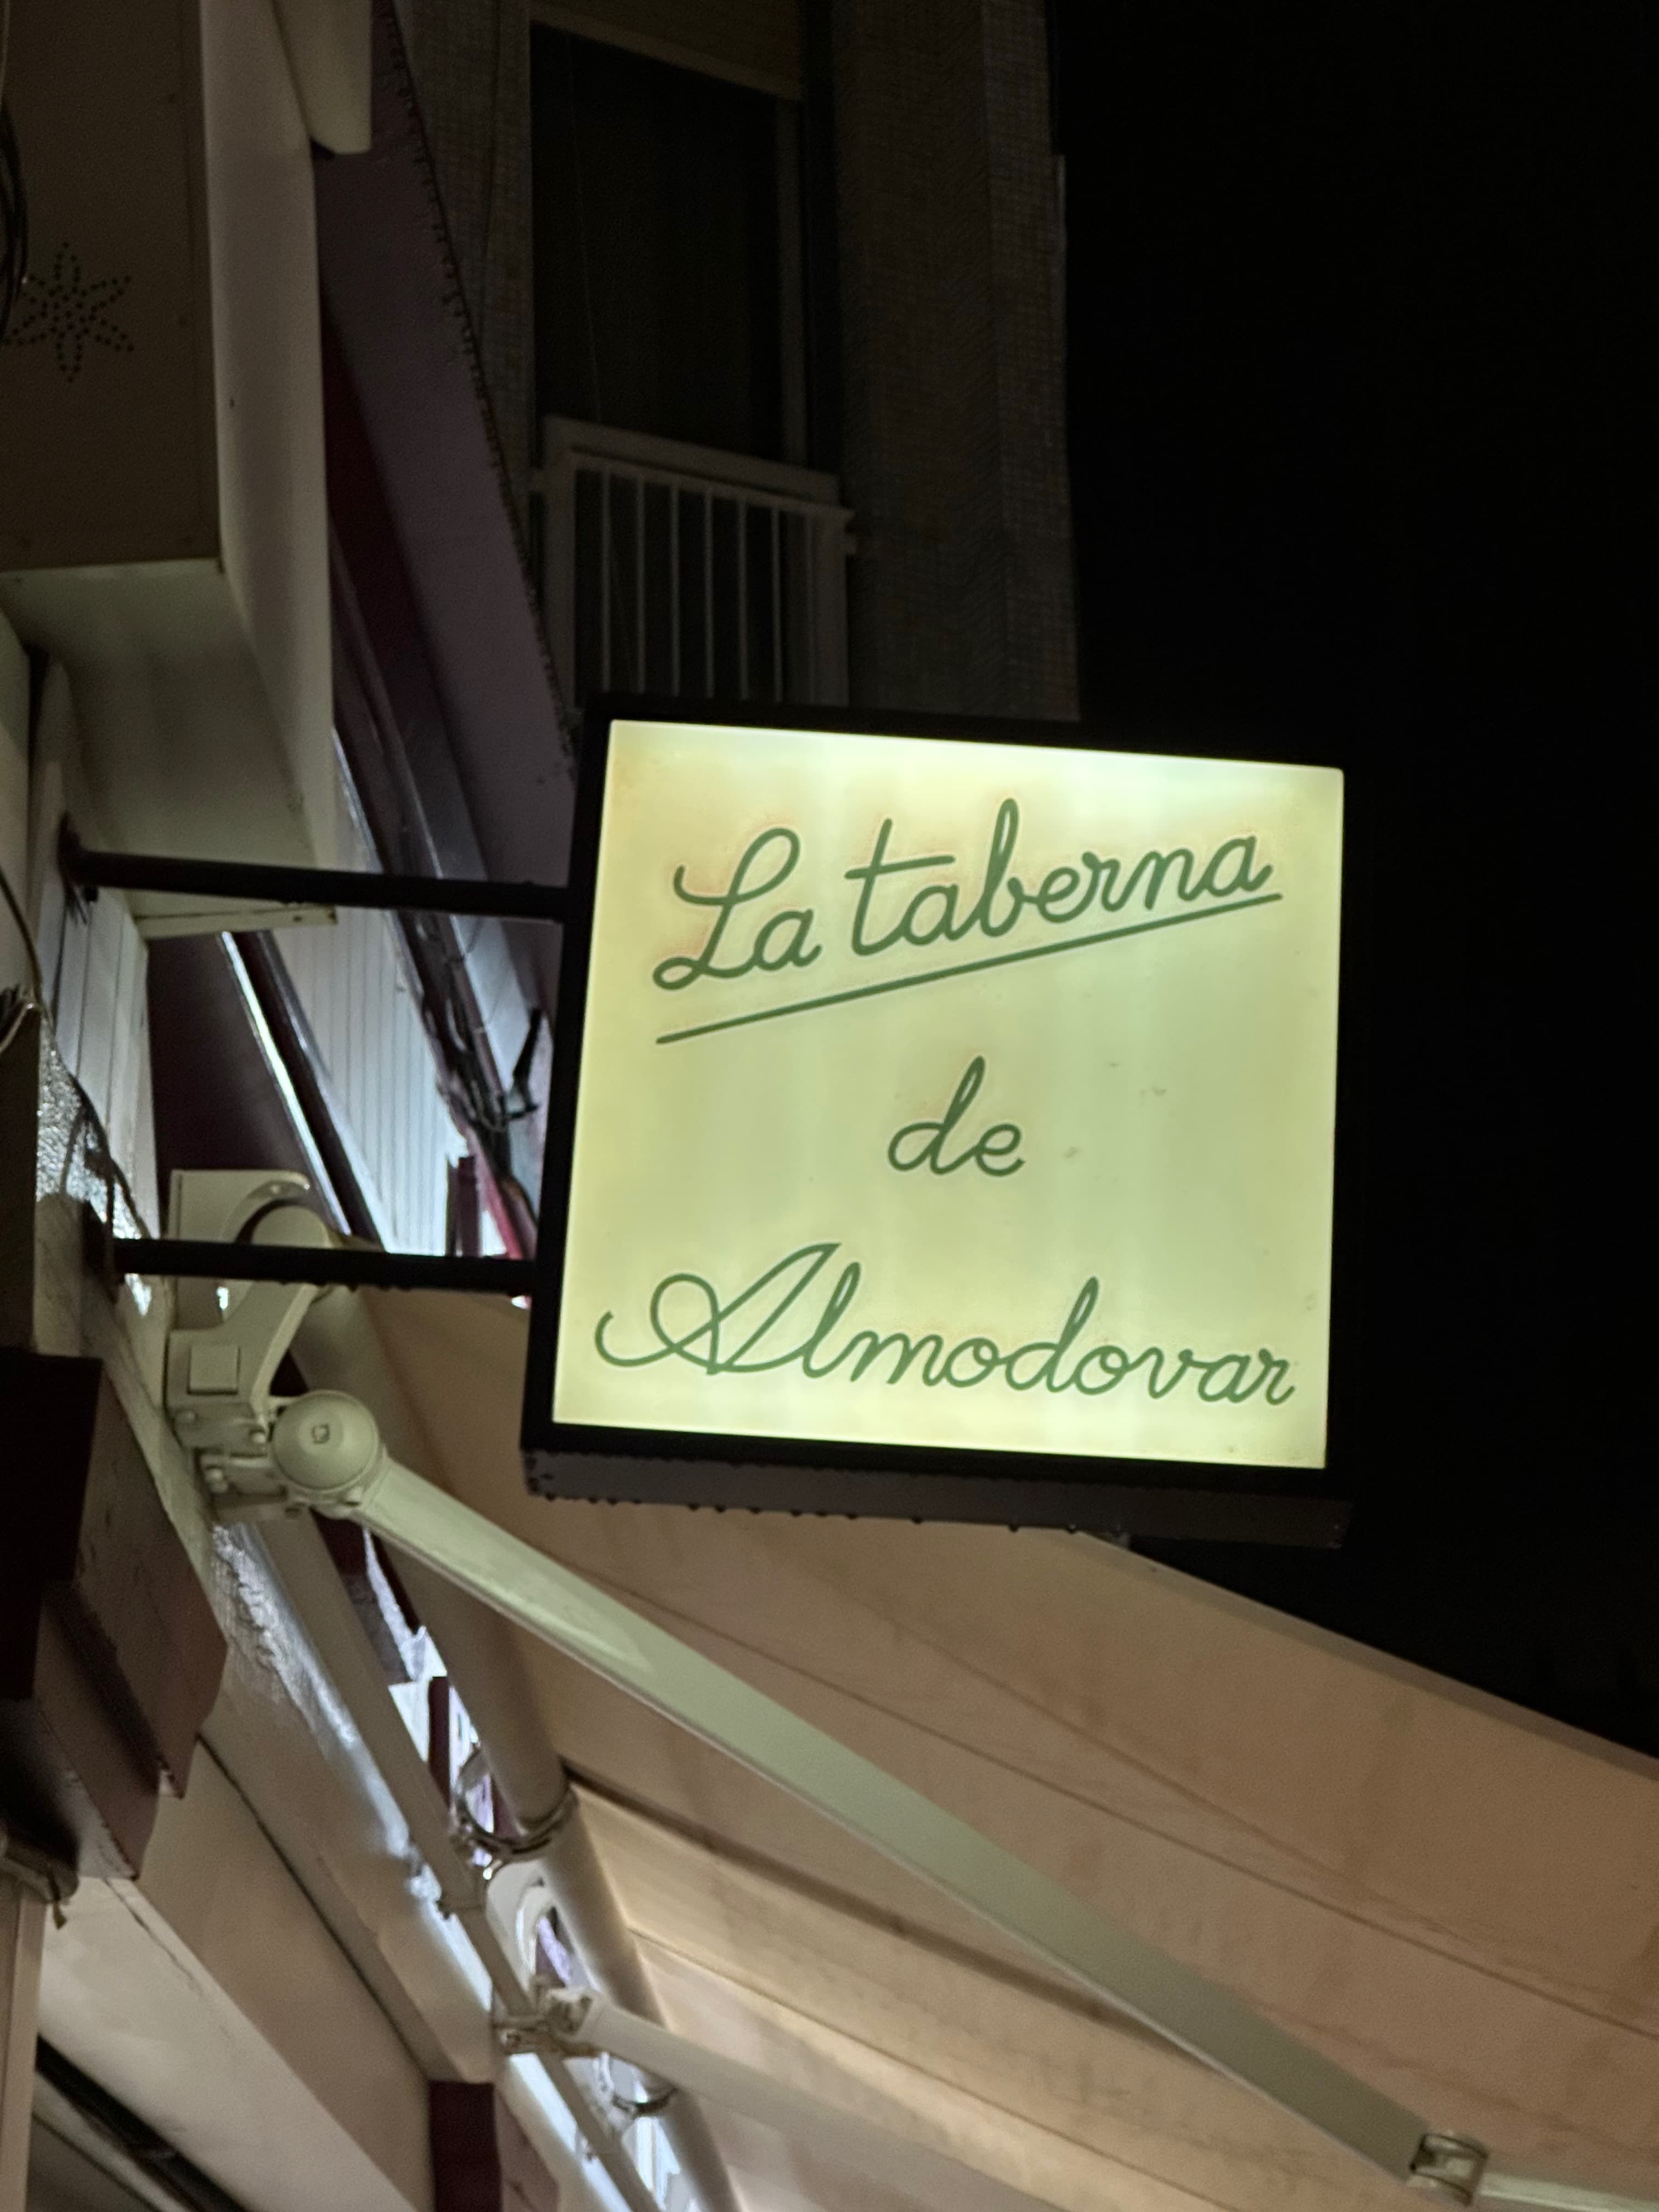 La taberna
de
Almodovar